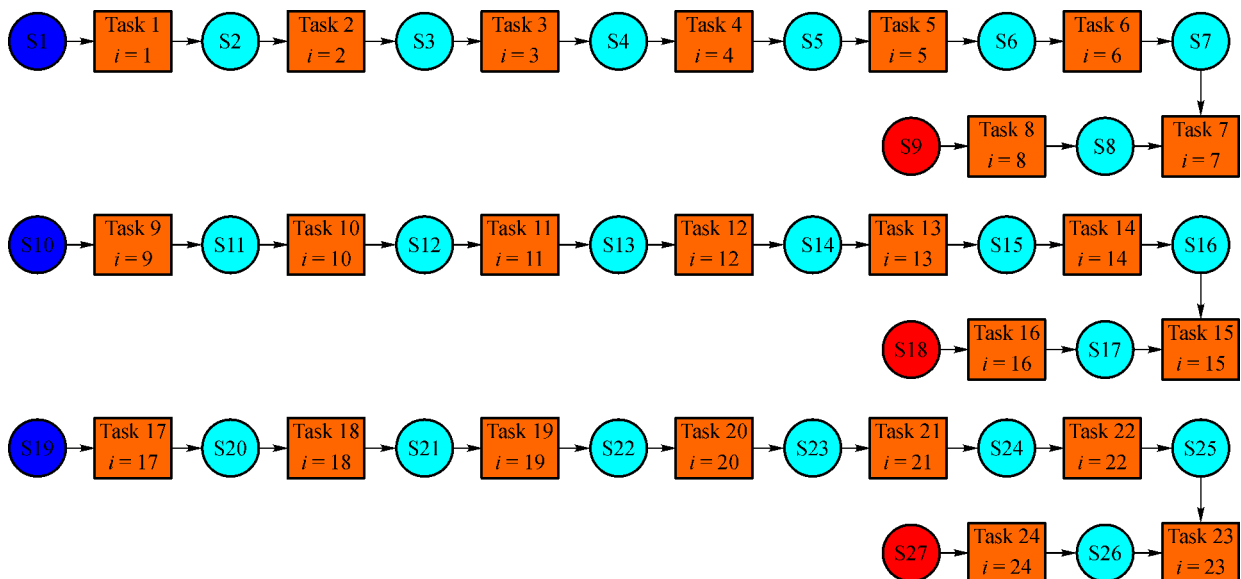 S1 Task 1 S2 Task 2 S3 Task 3 S4 Task 4 S5 Task 5 S6 Task 6 S7
i = 1 i = 2 i = 3 i = 4 i = 5 i = 6
S9 Task 8 S8 Task 7
i = 8 i = 7
S10 Task 9 S11 Task 10 S12 Task 11 S13 Task 12 S14 Task 13 S15 Task 14 S16
i = 9 i = 10 i = 11 i = 12 i = 13 i = 14
S18 Task 16 S17 Task 15
i = 16 i = 15
S19 Task 17 S20 Task 18 S21 Task 19 S22 Task 20 S23 Task 21 S24 Task 22 S25
i = 17 i = 18 i = 19 i = 20 i = 21 i = 22
S27 Task 24 S26 Task 23
i = 24 i = 23